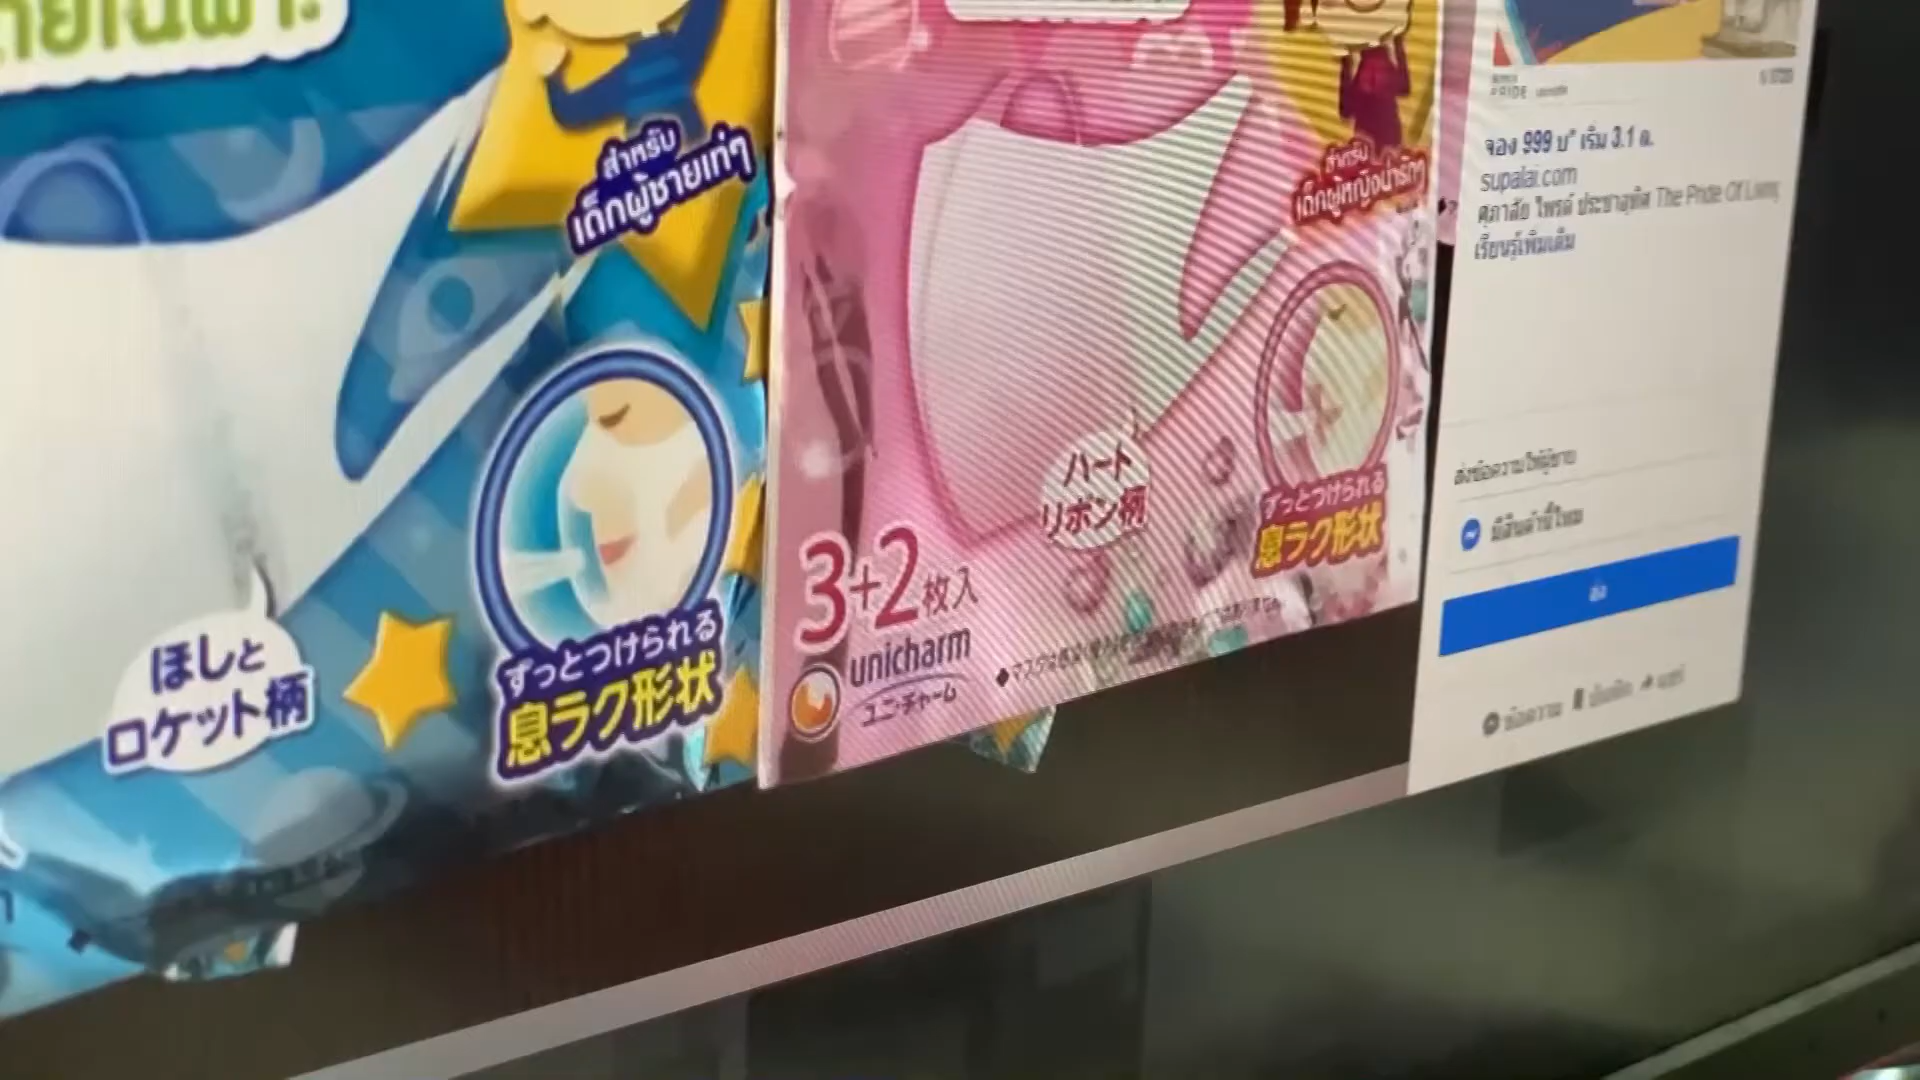 สำหรับ
เด็กผู้ชายเท่ๆ
ほしと
ロケット柄
ずっとつけられる
息ラク形状
สำหรับ
เด็กผู้หญิงน่ารักๆ
ハート
リボン柄
ずっとつけられる
息ラク形状
3+2枚入
unicharm
ユニ・チャーム
PRIDE
จอง 999 บ* เริ่ม 3.1 ล.
supalai.com
ศุภาลัย ไพรด์ ประชาอุทิศ The Pride Of Living
เรียนรู้เพิ่มเติม
ส่งข้อความให้ผู้ขาย
มีสินค้านี้ไหม
ส่ง